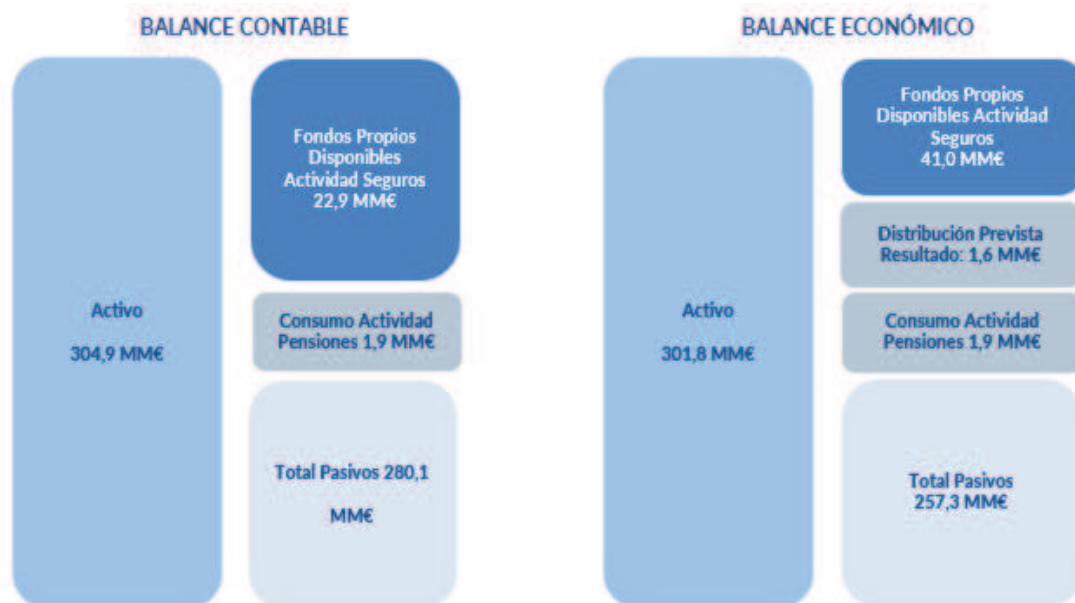 BALANCE CONTABLE
Activo
304,9 MM€
Fondos Propios
Disponibles
Actividad Seguros
22,9 MM€
Consumo Actividad
Pensiones 1,9 MM€
Total Pasivos 280,1
MM€
BALANCE ECONÓMICO
Activo
301,8 MM€
Fondos Propios
Disponibles Actividad
Seguros
41,0 MM€
Distribución Prevista
Resultado: 1,6 MM€
Consumo Actividad
Pensiones 1,9 MM€
Total Pasivos
257,3 MM€